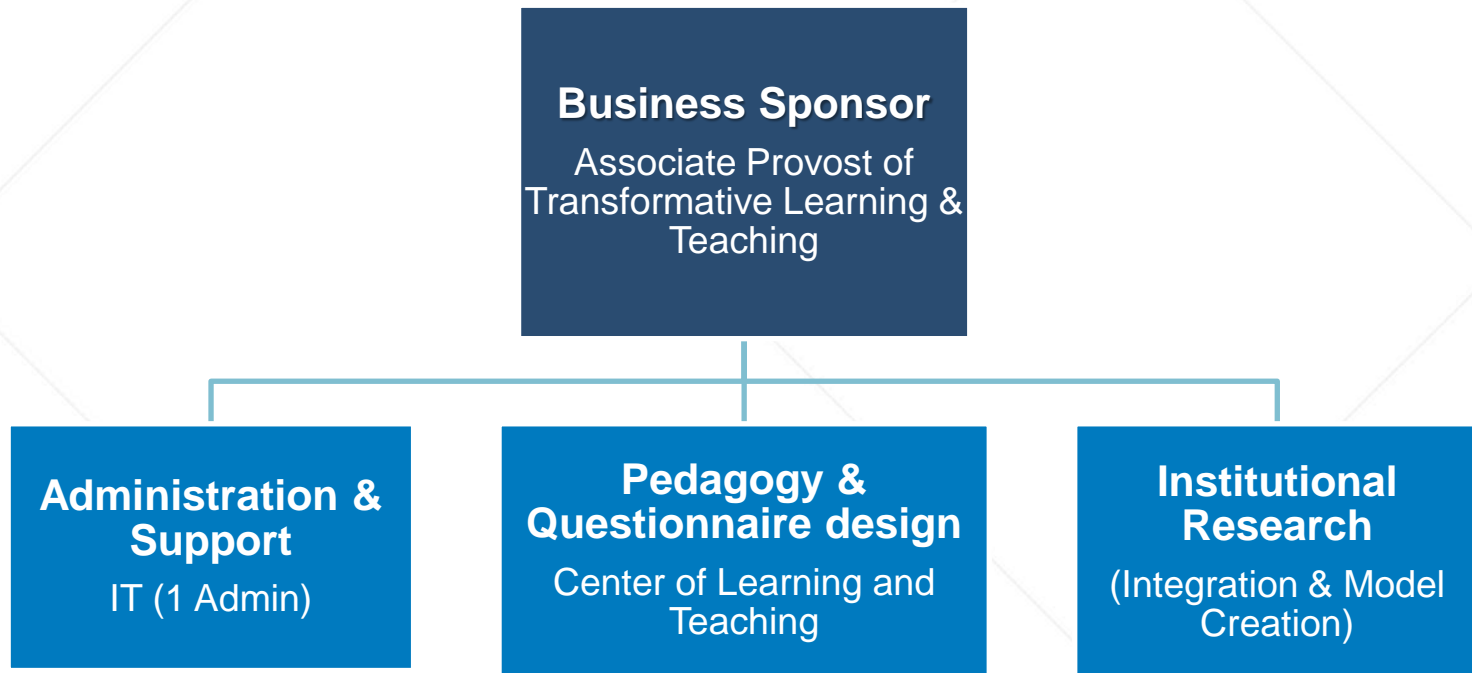 Business Sponsor
Associate Provost of
Transformative Learning &
Teaching
Administration &
Support
IT (1 Admin)
Pedagogy &
Questionnaire design
Center of Learning and
Teaching
Institutional
Research
(Integration & Model
Creation)